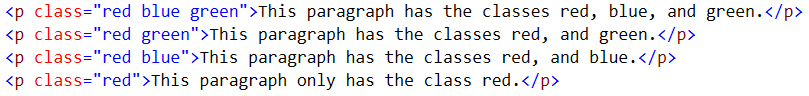 <p class="red blue green">This paragraph has the classes red, blue, and green.</p>
<p class="red green">This paragraph has the classes red, and green.</p>
<p class="red blue">This paragraph has the classes red, and blue.</p>
<p class="red">This paragraph only has the class red.</p>